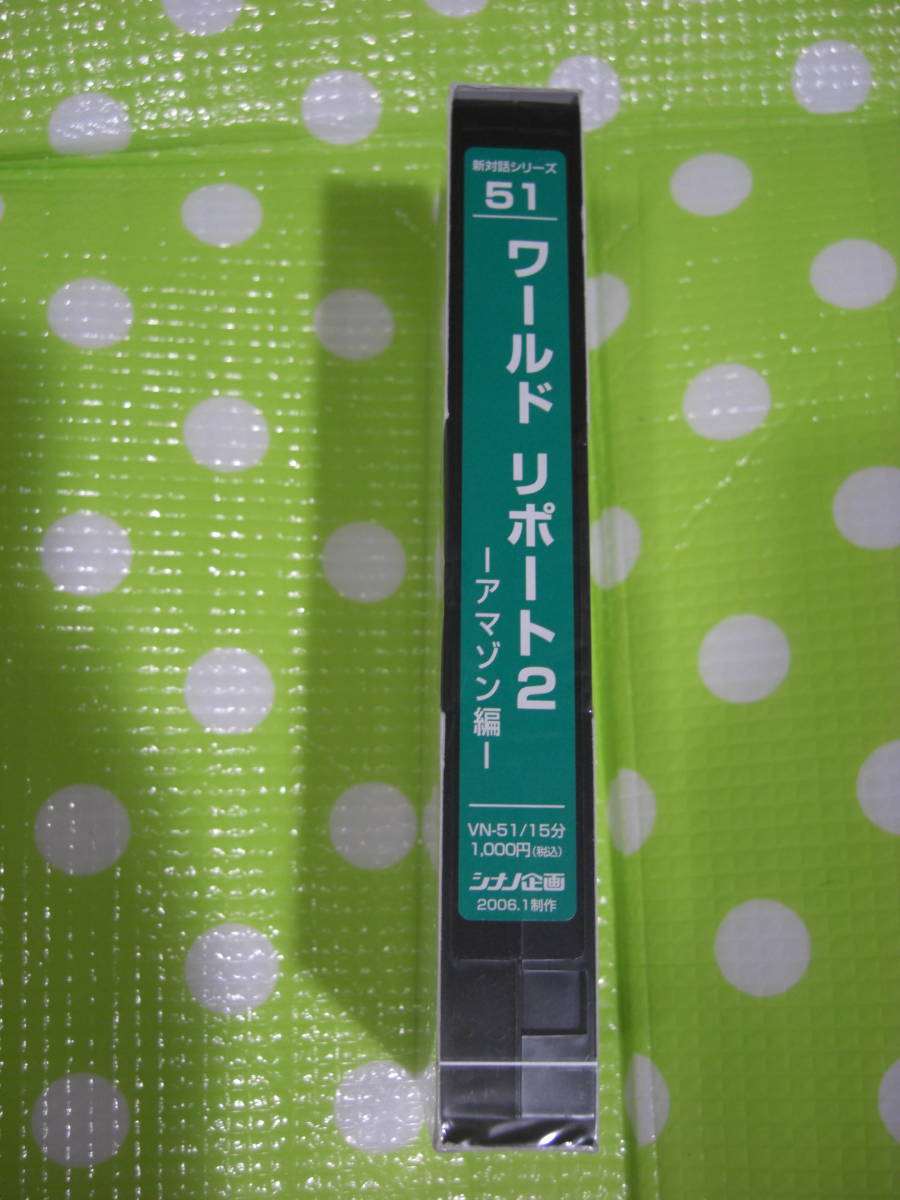 新対話シリーズ
51
ワールド リポート2
ーアマゾン編ー
VN-51/15分
1,000円(税込)
シナノ企画
2006.1制作